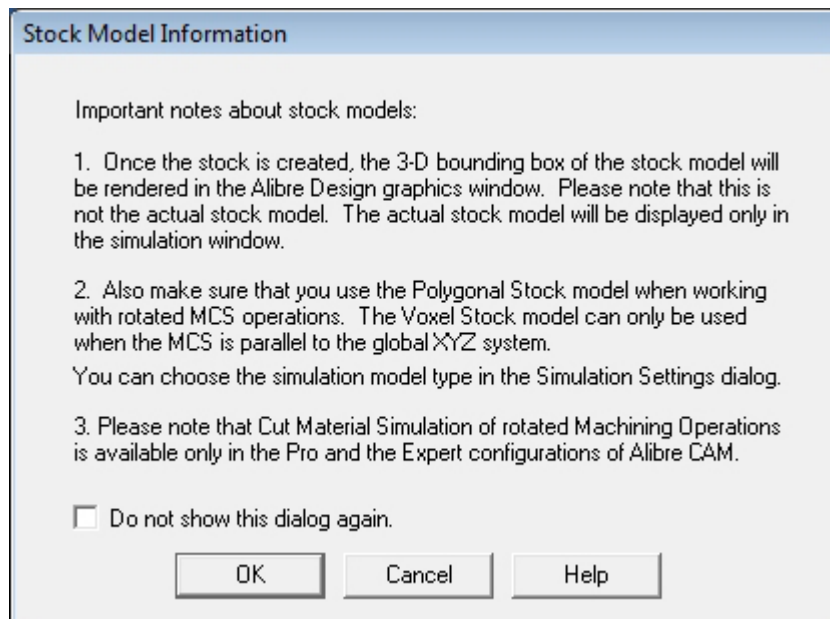 Stock Model Information
Important notes about stock models:
1.  Once the stock is created, the 3-D bounding box of the stock model will
be rendered in the Alibre Design graphics window.  Please note that this is
not the actual stock model.  The actual stock model will be displayed only in
the simulation window.
2.  Also make sure that you use the Polygonal Stock model when working
with rotated MCS operations.  The Voxel Stock model can only be used
when the MCS is parallel to the global XYZ system.
You can choose the simulation model type in the Simulation Settings dialog.
3. Please note that Cut Material Simulation of rotated Machining Operations
is available only in the Pro and the Expert configurations of Alibre CAM.
Do not show this dialog again.
OK Cancel Help